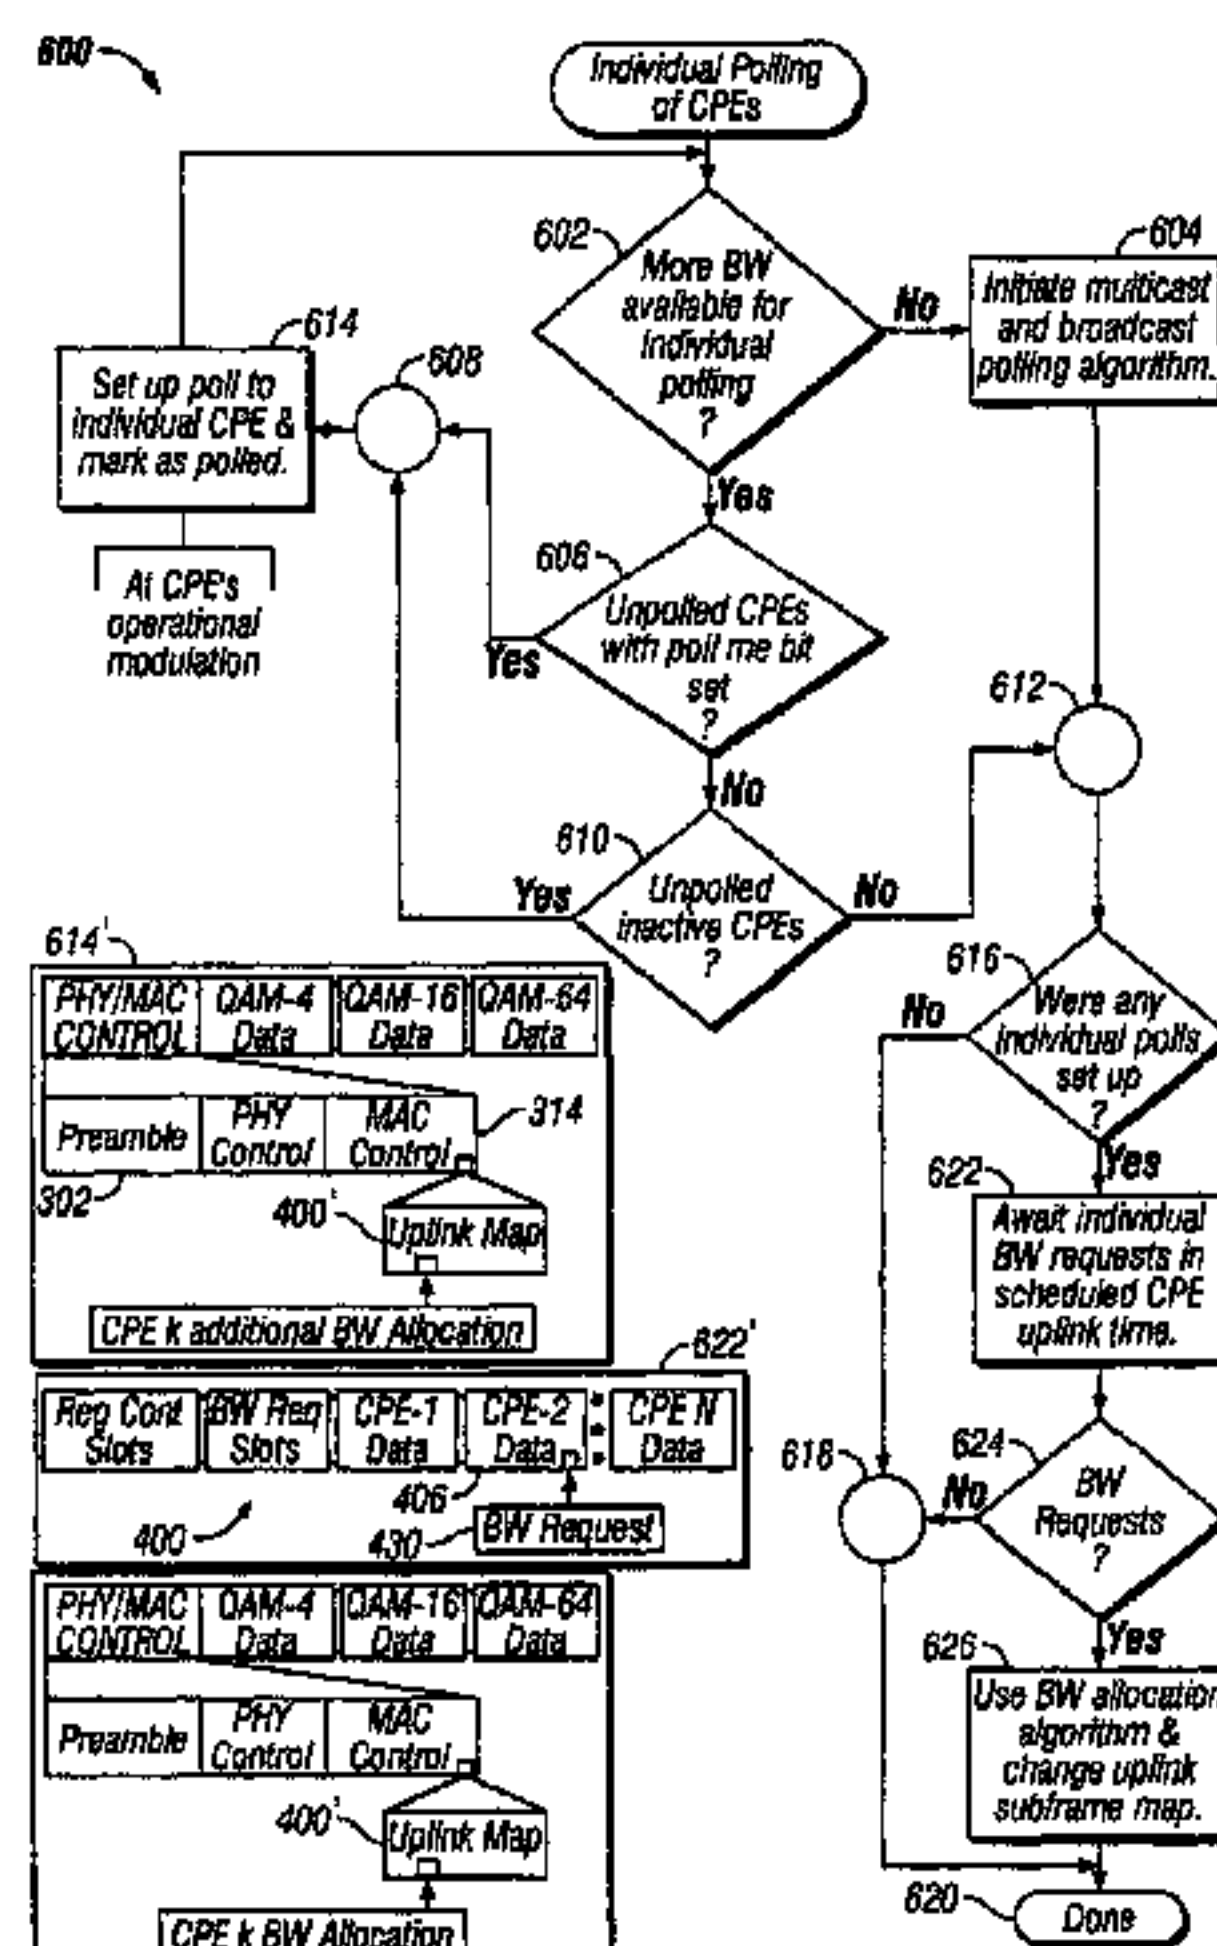 600
Individual Polling
of CPEs
602
More BW
available for
individual
polling
?
No
604
Initiate multicast
and broadcast
polling algorithm.
614
Set up poll to
individual CPE &
mark as polled.
608
Yes
At CPE's
operational
modulation
606
Unpolled CPEs
with poll me bit
set
?
Yes
No
612
610
Unpolled
inactive CPEs
?
Yes
No
616
Were any
individual polls
set up
?
No
Yes
622
Await individual
BW requests in
scheduled CPE
uplink time.
618
624
BW
Requests
?
No
Yes
626
Use BW allocation
algorithm &
change uplink
subframe map.
620
Done
614'
PHY/MAC
CONTROL
QAM-4
Data
QAM-16
Data
QAM-64
Data
Preamble
PHY
Control
MAC
Control
314
302
400'
Uplink Map
CPE k additional BW Allocation
622'
Reg Cont
Slots
BW Req
Slots
CPE-1
Data
CPE-2
Data
CPE N
Data
406
400
430
BW Request
PHY/MAC
CONTROL
QAM-4
Data
QAM-16
Data
QAM-64
Data
Preamble
PHY
Control
MAC
Control
400'
Uplink Map
CPE k BW Allocation